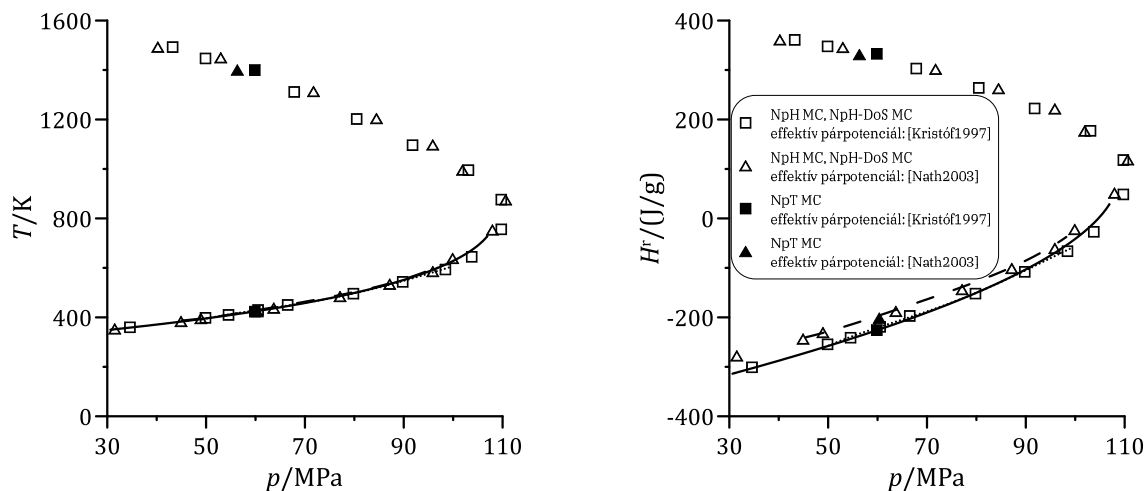 1600
1200
800
400
0
T/K
30
50
70
90
110
p/MPa
400
200
0
-200
-400
Hʳ/(J/g)
NpH MC, NpH-DoS MC
effektív párpotenciál: [Kristóf1997]
NpH MC, NpH-DoS MC
effektív párpotenciál: [Nath2003]
NpT MC
effektív párpotenciál: [Kristóf1997]
NpT MC
effektív párpotenciál: [Nath2003]
30
50
70
90
110
p/MPa